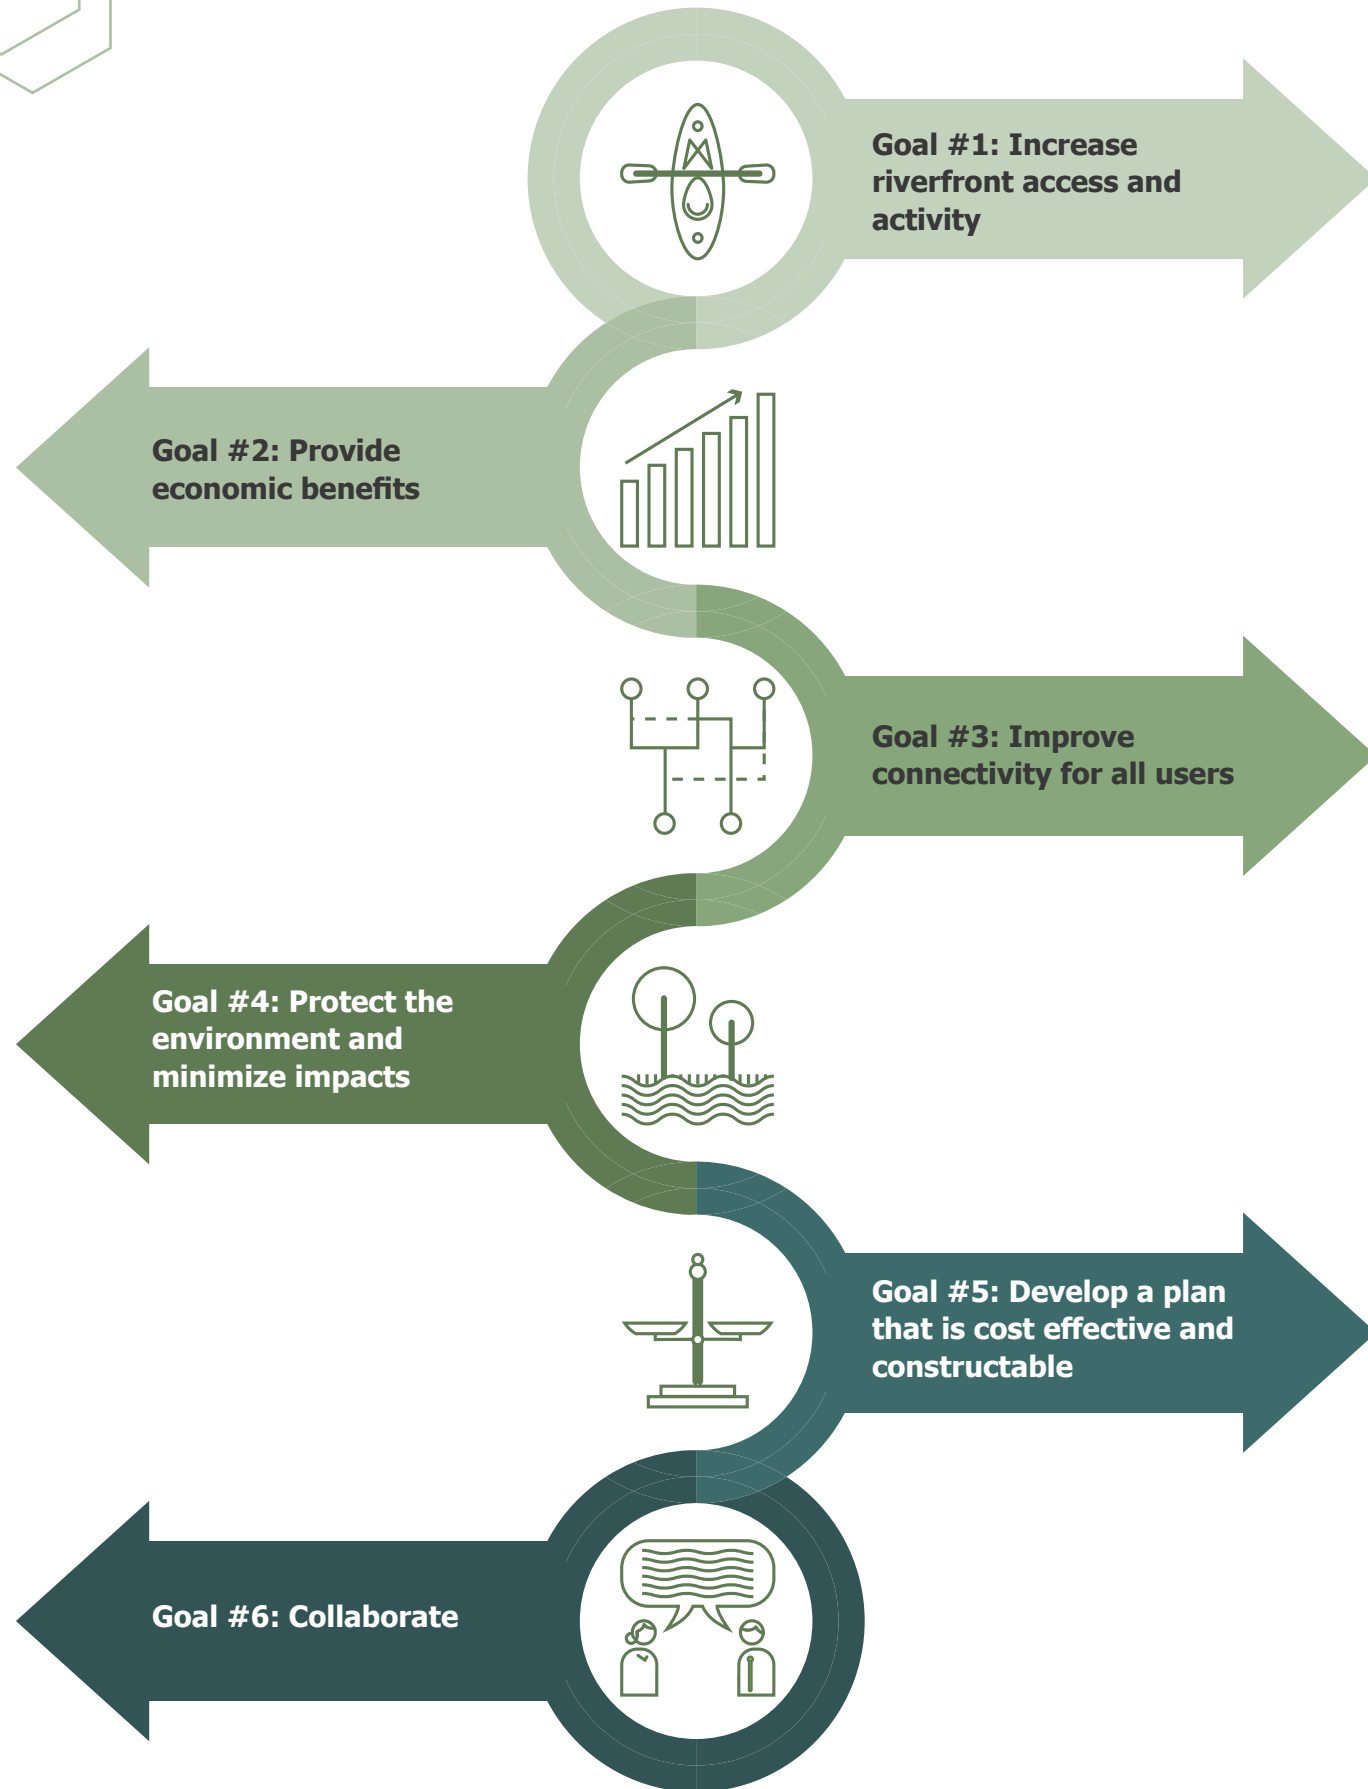 Goal #1: Increase
riverfront access and
activity
Goal #2: Provide
economic benefits
Goal #3: Improve
connectivity for all users
Goal #4: Protect the
environment and
minimize impacts
Goal #5: Develop a plan
that is cost effective and
constructable
Goal #6: Collaborate